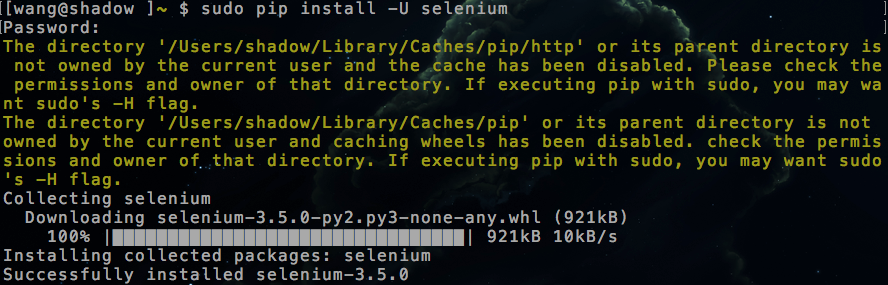 [[wang@shadow ]~ $ sudo pip install -U selenium
[Password:
The directory '/Users/shadow/Library/Caches/pip/http' or its parent directory is
 not owned by the current user and the cache has been disabled. Please check the
 permissions and owner of that directory. If executing pip with sudo, you may wa
nt sudo's -H flag.
The directory '/Users/shadow/Library/Caches/pip' or its parent directory is not
owned by the current user and caching wheels has been disabled. check the permis
sions and owner of that directory. If executing pip with sudo, you may want sudo
's -H flag.
Collecting selenium
  Downloading selenium-3.5.0-py2.py3-none-any.whl (921kB)
    100% |████████████████████████████████| 921kB 10kB/s
Installing collected packages: selenium
Successfully installed selenium-3.5.0